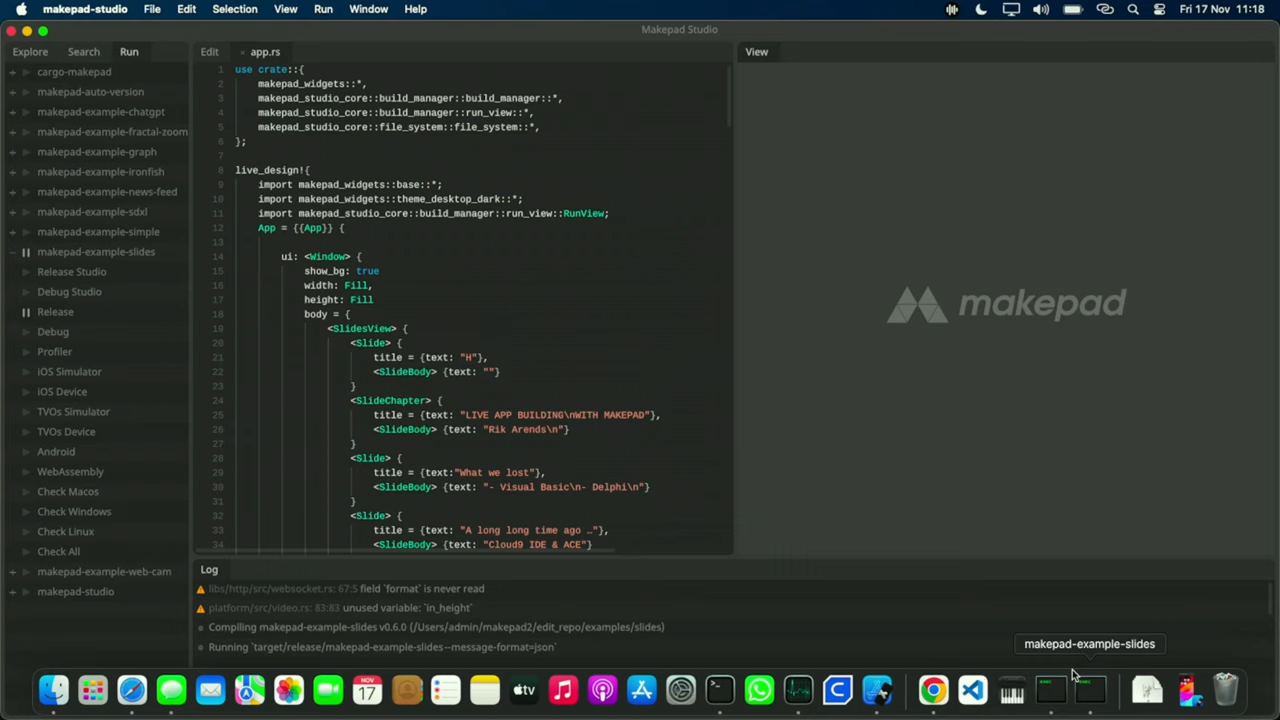 makepad-studio File Edit Selection View Run Window Help Fri 17 Nov 11:18
Makepad Studio
Explore Search Run
cargo-makepad
makepad-auto-version
makepad-example-chatgpt
makepad-example-fractal-zoom
makepad-example-graph
makepad-example-ironfish
makepad-example-news-feed
makepad-example-sdxl
makepad-example-simple
makepad-example-slides
Release Studio
Debug Studio
Release
Debug
Profiler
iOS Simulator
iOS Device
TVOs Simulator
TVOs Device
Android
WebAssembly
Check Macos
Check Windows
Check Linux
Check All
makepad-example-web-cam
makepad-studio
Edit × app.rs
1 use crate::{
2 makepad_widgets::*,
3 makepad_studio_core::build_manager::build_manager::*,
4 makepad_studio_core::build_manager::run_view::*,
5 makepad_studio_core::file_system::file_system::*,
6 };
7
8 live_design!{
9 import makepad_widgets::base::*;
10 import makepad_widgets::theme_desktop_dark::*;
11 import makepad_studio_core::build_manager::run_view::RunView;
12 App = {{App}} {
13
14 ui: <Window> {
15 show_bg: true
16 width: Fill,
17 height: Fill
18 body = {
19 <SlidesView> {
20 <Slide> {
21 title = {text: "H"},
22 <SlideBody> {text: ""}
23 }
24 <SlideChapter> {
25 title = {text: "LIVE APP BUILDING\nWITH MAKEPAD"},
26 <SlideBody> {text: "Rik Arends\n"}
27 }
28 <Slide> {
29 title = {text:"What we lost"},
30 <SlideBody> {text: "- Visual Basic\n- Delphi\n"}
31 }
32 <Slide> {
33 title = {text: "A long long time ago …"},
34 <SlideBody> {text: "Cloud9 IDE & ACE"}
View
makepad
Log
libs/http/src/websocket.rs: 67:5 field `format` is never read
platform/src/video.rs: 83:83 unused variable: `in_height`
Compiling makepad-example-slides v0.6.0 (/Users/admin/makepad2/edit_repo/examples/slides)
Running `target/release/makepad-example-slides--message-format=json`
makepad-example-slides
NOV
17
tv